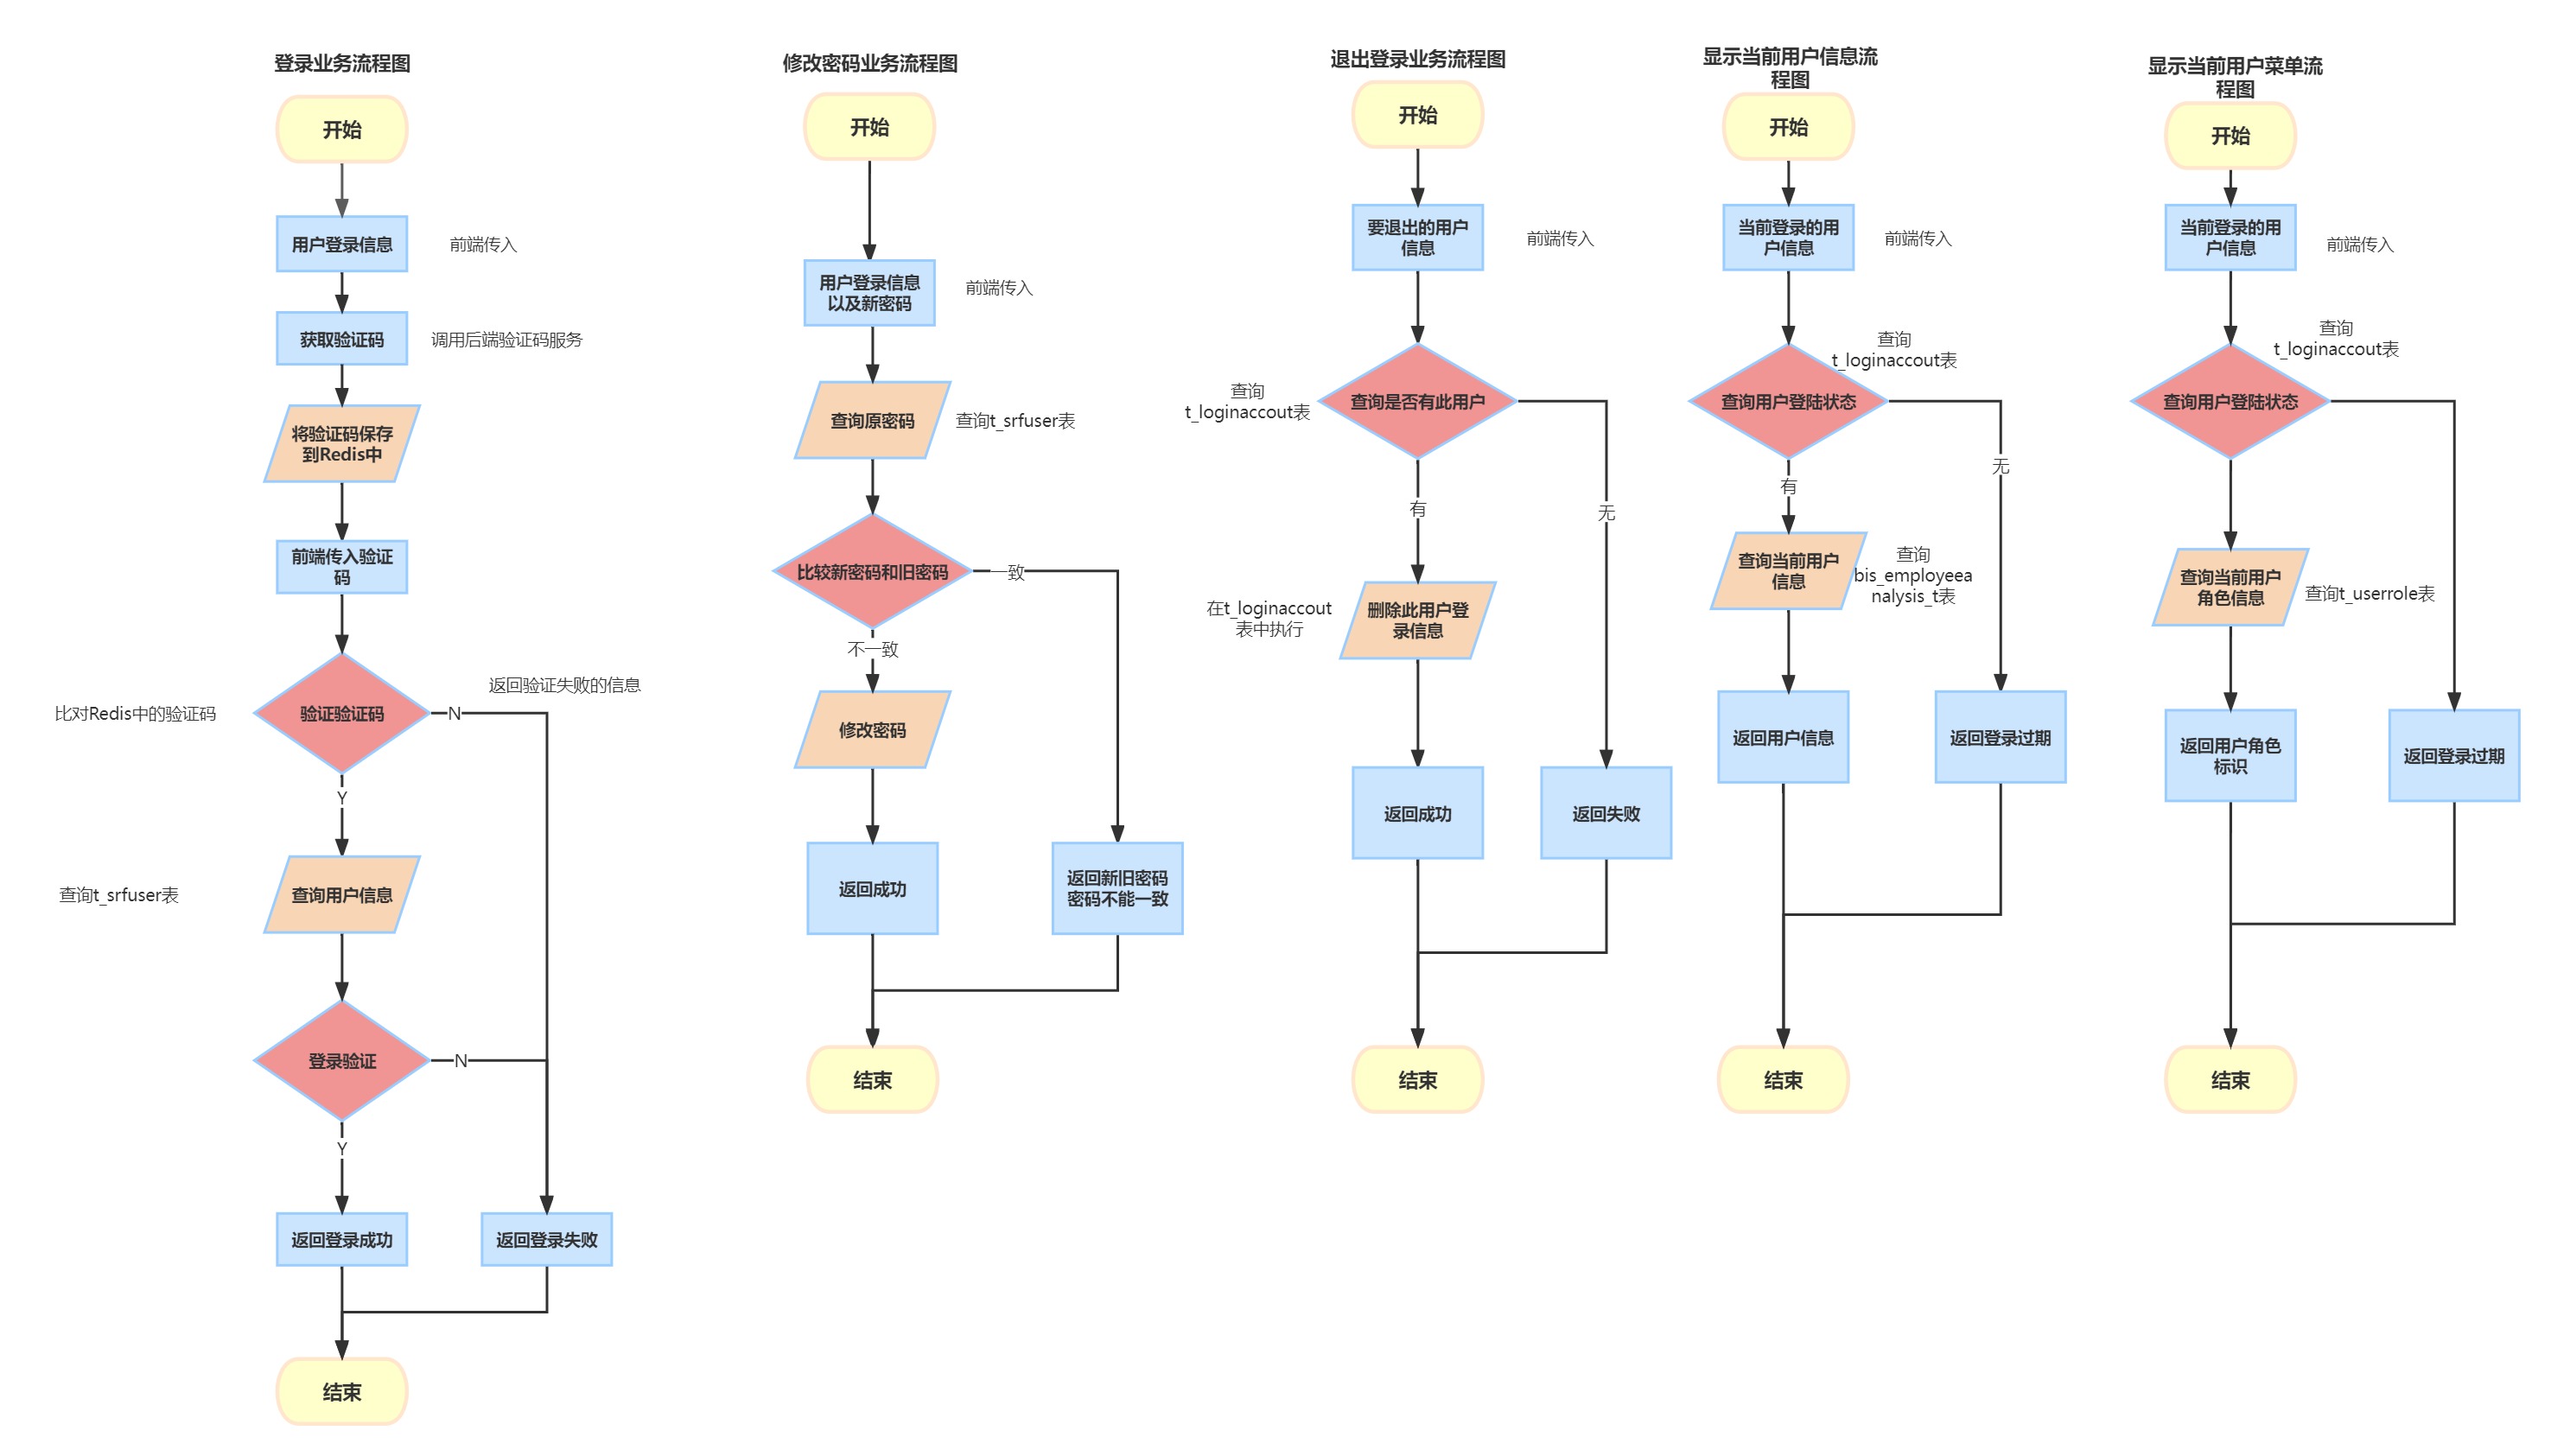 登录业务流程图
开始
用户登录信息
前端传入
获取验证码
调用后端验证码服务
将验证码保存
到Redis中
前端传入验证
码
返回验证失败的信息
比对Redis中的验证码
验证验证码
N
Y
查询t_srfuser表
查询用户信息
登录验证
N
Y
返回登录成功
返回登录失败
结束
修改密码业务流程图
开始
用户登录信息
以及新密码
前端传入
查询原密码
查询t_srfuser表
比较新密码和旧密码
一致
不一致
修改密码
返回成功
返回新旧密码
密码不能一致
结束
退出登录业务流程图
开始
要退出的用户
信息
前端传入
查询
t_loginaccout表
查询是否有此用户
有
无
在t_loginaccout
表中执行
删除此用户登
录信息
返回成功
返回失败
结束
显示当前用户信息流
程图
开始
当前登录的用
户信息
前端传入
查询
t_loginaccout表
查询用户登陆状态
无
有
查询当前用户
信息
查询
bis_employeea
nalysis_t表
返回用户信息
返回登录过期
结束
显示当前用户菜单流
程图
开始
当前登录的用
户信息
前端传入
查询
t_loginaccout表
查询用户登陆状态
查询当前用户
角色信息
查询t_userrole表
返回用户角色
标识
返回登录过期
结束